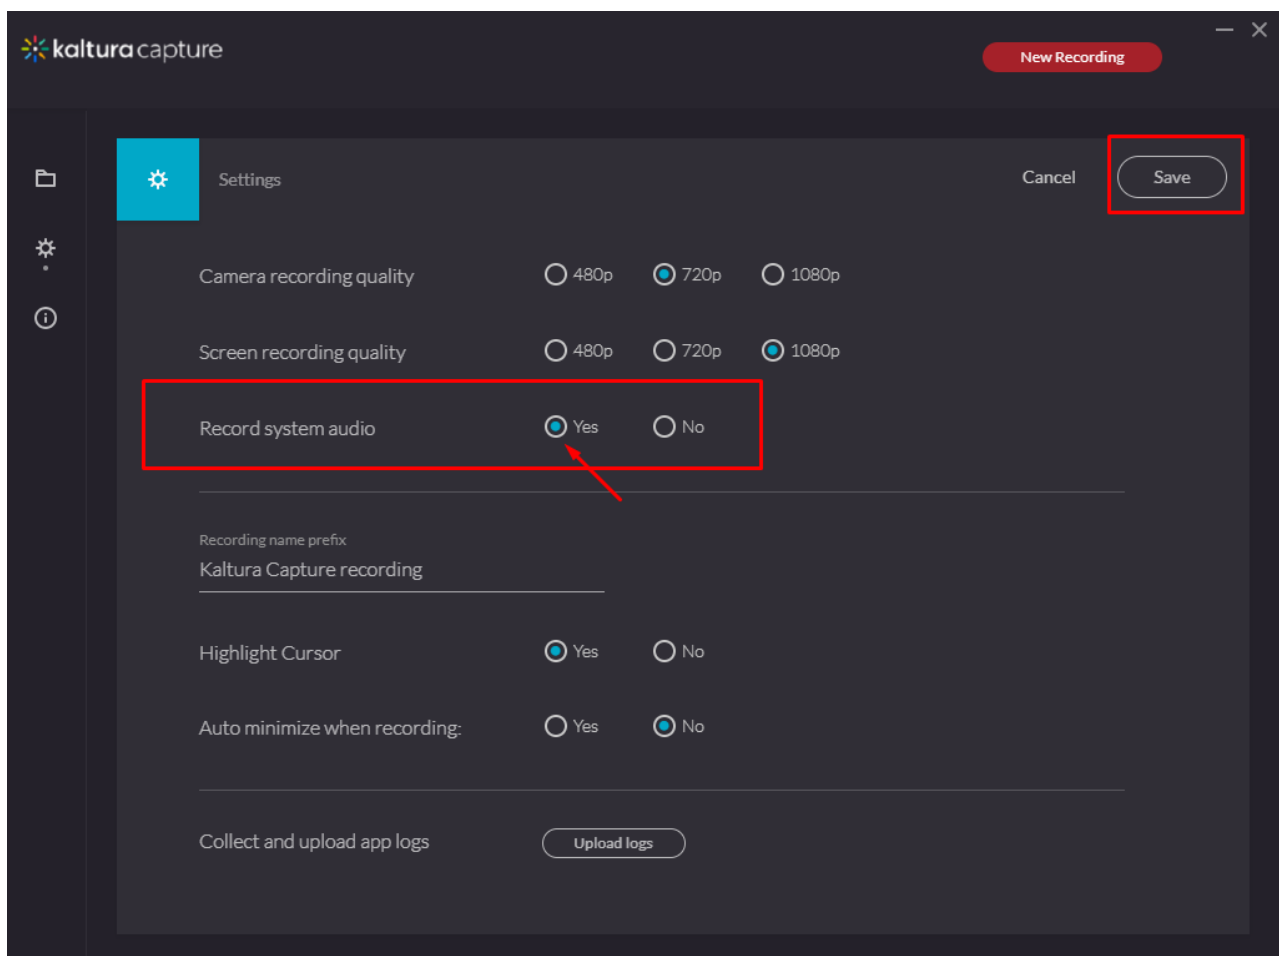 kaltura capture
New Recording
Settings
Cancel
Save
Camera recording quality
480p
720p
1080p
Screen recording quality
480p
720p
1080p
Record system audio
Yes
No
Recording name prefix
Kaltura Capture recording
Highlight Cursor
Yes
No
Auto minimize when recording:
Yes
No
Collect and upload app logs
Upload logs